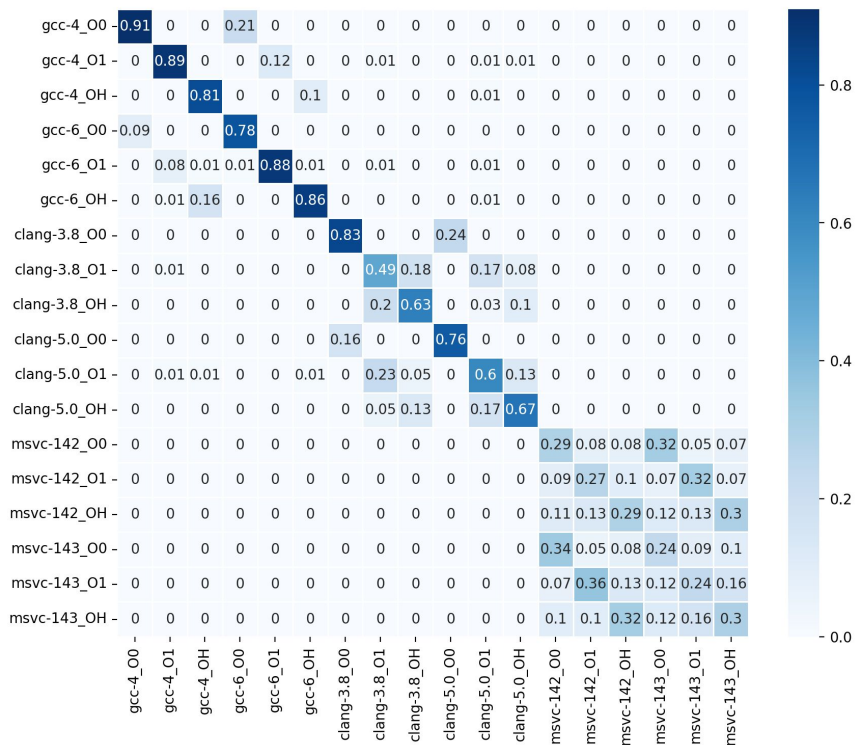 gcc-4_O0 0.91 0 0 0.21 0 0 0 0 0 0 0 0 0 0 0 0 0 0
gcc-4_O1 0 0.89 0 0 0.12 0 0 0.01 0 0 0.01 0.01 0 0 0 0 0 0
0.8
gcc-4_OH 0 0 0.81 0 0 0.1 0 0 0 0 0.01 0 0 0 0 0 0 0
gcc-6_O0 0.09 0 0 0.78 0 0 0 0 0 0 0 0 0 0 0 0 0 0
gcc-6_O1 0 0.08 0.01 0.01 0.88 0.01 0 0.01 0 0 0.01 0 0 0 0 0 0 0
gcc-6_OH 0 0.01 0.16 0 0 0.86 0 0 0 0 0.01 0 0 0 0 0 0 0
0.6
clang-3.8_O0 0 0 0 0 0 0 0.83 0 0 0.24 0 0 0 0 0 0 0 0
clang-3.8_O1 0 0.01 0 0 0 0 0 0.49 0.18 0 0.17 0.08 0 0 0 0 0 0
clang-3.8_OH 0 0 0 0 0 0 0 0.2 0.63 0 0.03 0.1 0 0 0 0 0 0
clang-5.0_O0 0 0 0 0 0 0 0.16 0 0 0.76 0 0 0 0 0 0 0 0
0.4
clang-5.0_O1 0 0.01 0.01 0 0 0.01 0 0.23 0.05 0 0.6 0.13 0 0 0 0 0 0
clang-5.0_OH 0 0 0 0 0 0 0 0.05 0.13 0 0.17 0.67 0 0 0 0 0 0
msvc-142_O0 0 0 0 0 0 0 0 0 0 0 0 0 0.29 0.08 0.08 0.32 0.05 0.07
msvc-142_O1 0 0 0 0 0 0 0 0 0 0 0 0 0.09 0.27 0.1 0.07 0.32 0.07
0.2
msvc-142_OH 0 0 0 0 0 0 0 0 0 0 0 0 0.11 0.13 0.29 0.12 0.13 0.3
msvc-143_O0 0 0 0 0 0 0 0 0 0 0 0 0 0.34 0.05 0.08 0.24 0.09 0.1
msvc-143_O1 0 0 0 0 0 0 0 0 0 0 0 0 0.07 0.36 0.13 0.12 0.24 0.16
msvc-143_OH 0 0 0 0 0 0 0 0 0 0 0 0 0.1 0.1 0.32 0.12 0.16 0.3
0.0
gcc-4_O0
gcc-4_O1
gcc-4_OH
gcc-6_O0
gcc-6_O1
gcc-6_OH
clang-3.8_O0
clang-3.8_O1
clang-3.8_OH
clang-5.0_O0
clang-5.0_O1
clang-5.0_OH
msvc-142_O0
msvc-142_O1
msvc-142_OH
msvc-143_O0
msvc-143_O1
msvc-143_OH